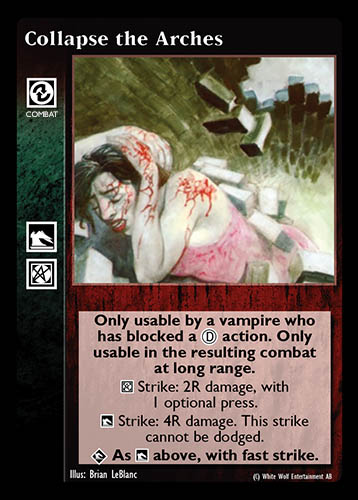 Collapse the Arches
COMBAT
Only usable by a vampire who
has blocked a D action. Only
usable in the resulting combat
at long range.
Strike: 2R damage, with
1 optional press.
Strike: 4R damage. This strike
cannot be dodged.
As above, with fast strike.
Illus: Brian LeBlanc
(C) White Wolf Entertainment AB